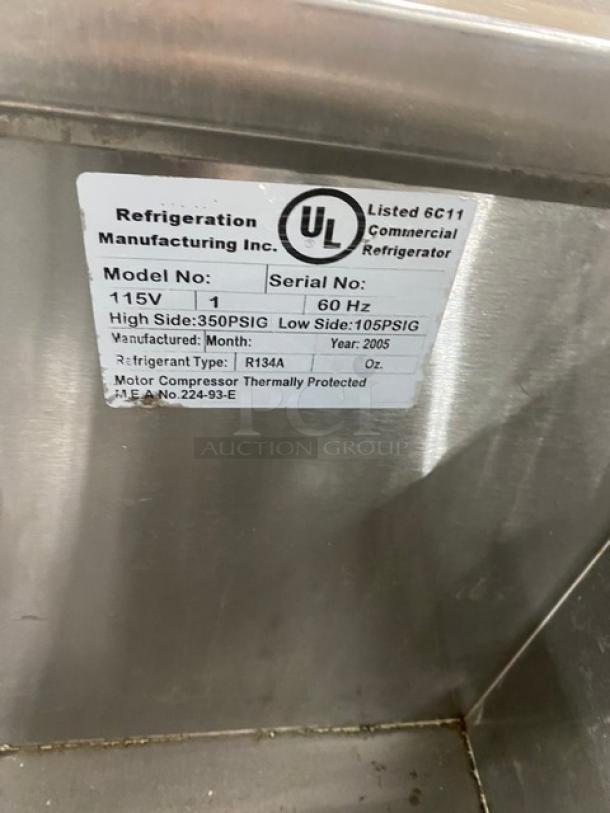 Refrigeration
Manufacturing Inc.
UL
Listed 6C11
Commercial
Refrigerator
Model No: Serial No:
115V 1 60 Hz
High Side:350PSIG Low Side:105PSIG
Manufactured: Month: Year: 2005
Refrigerant Type: R134A Oz.
Motor Compressor Thermally Protected
M.E.A No.224-93-E
PCI
AUCTION GROUP